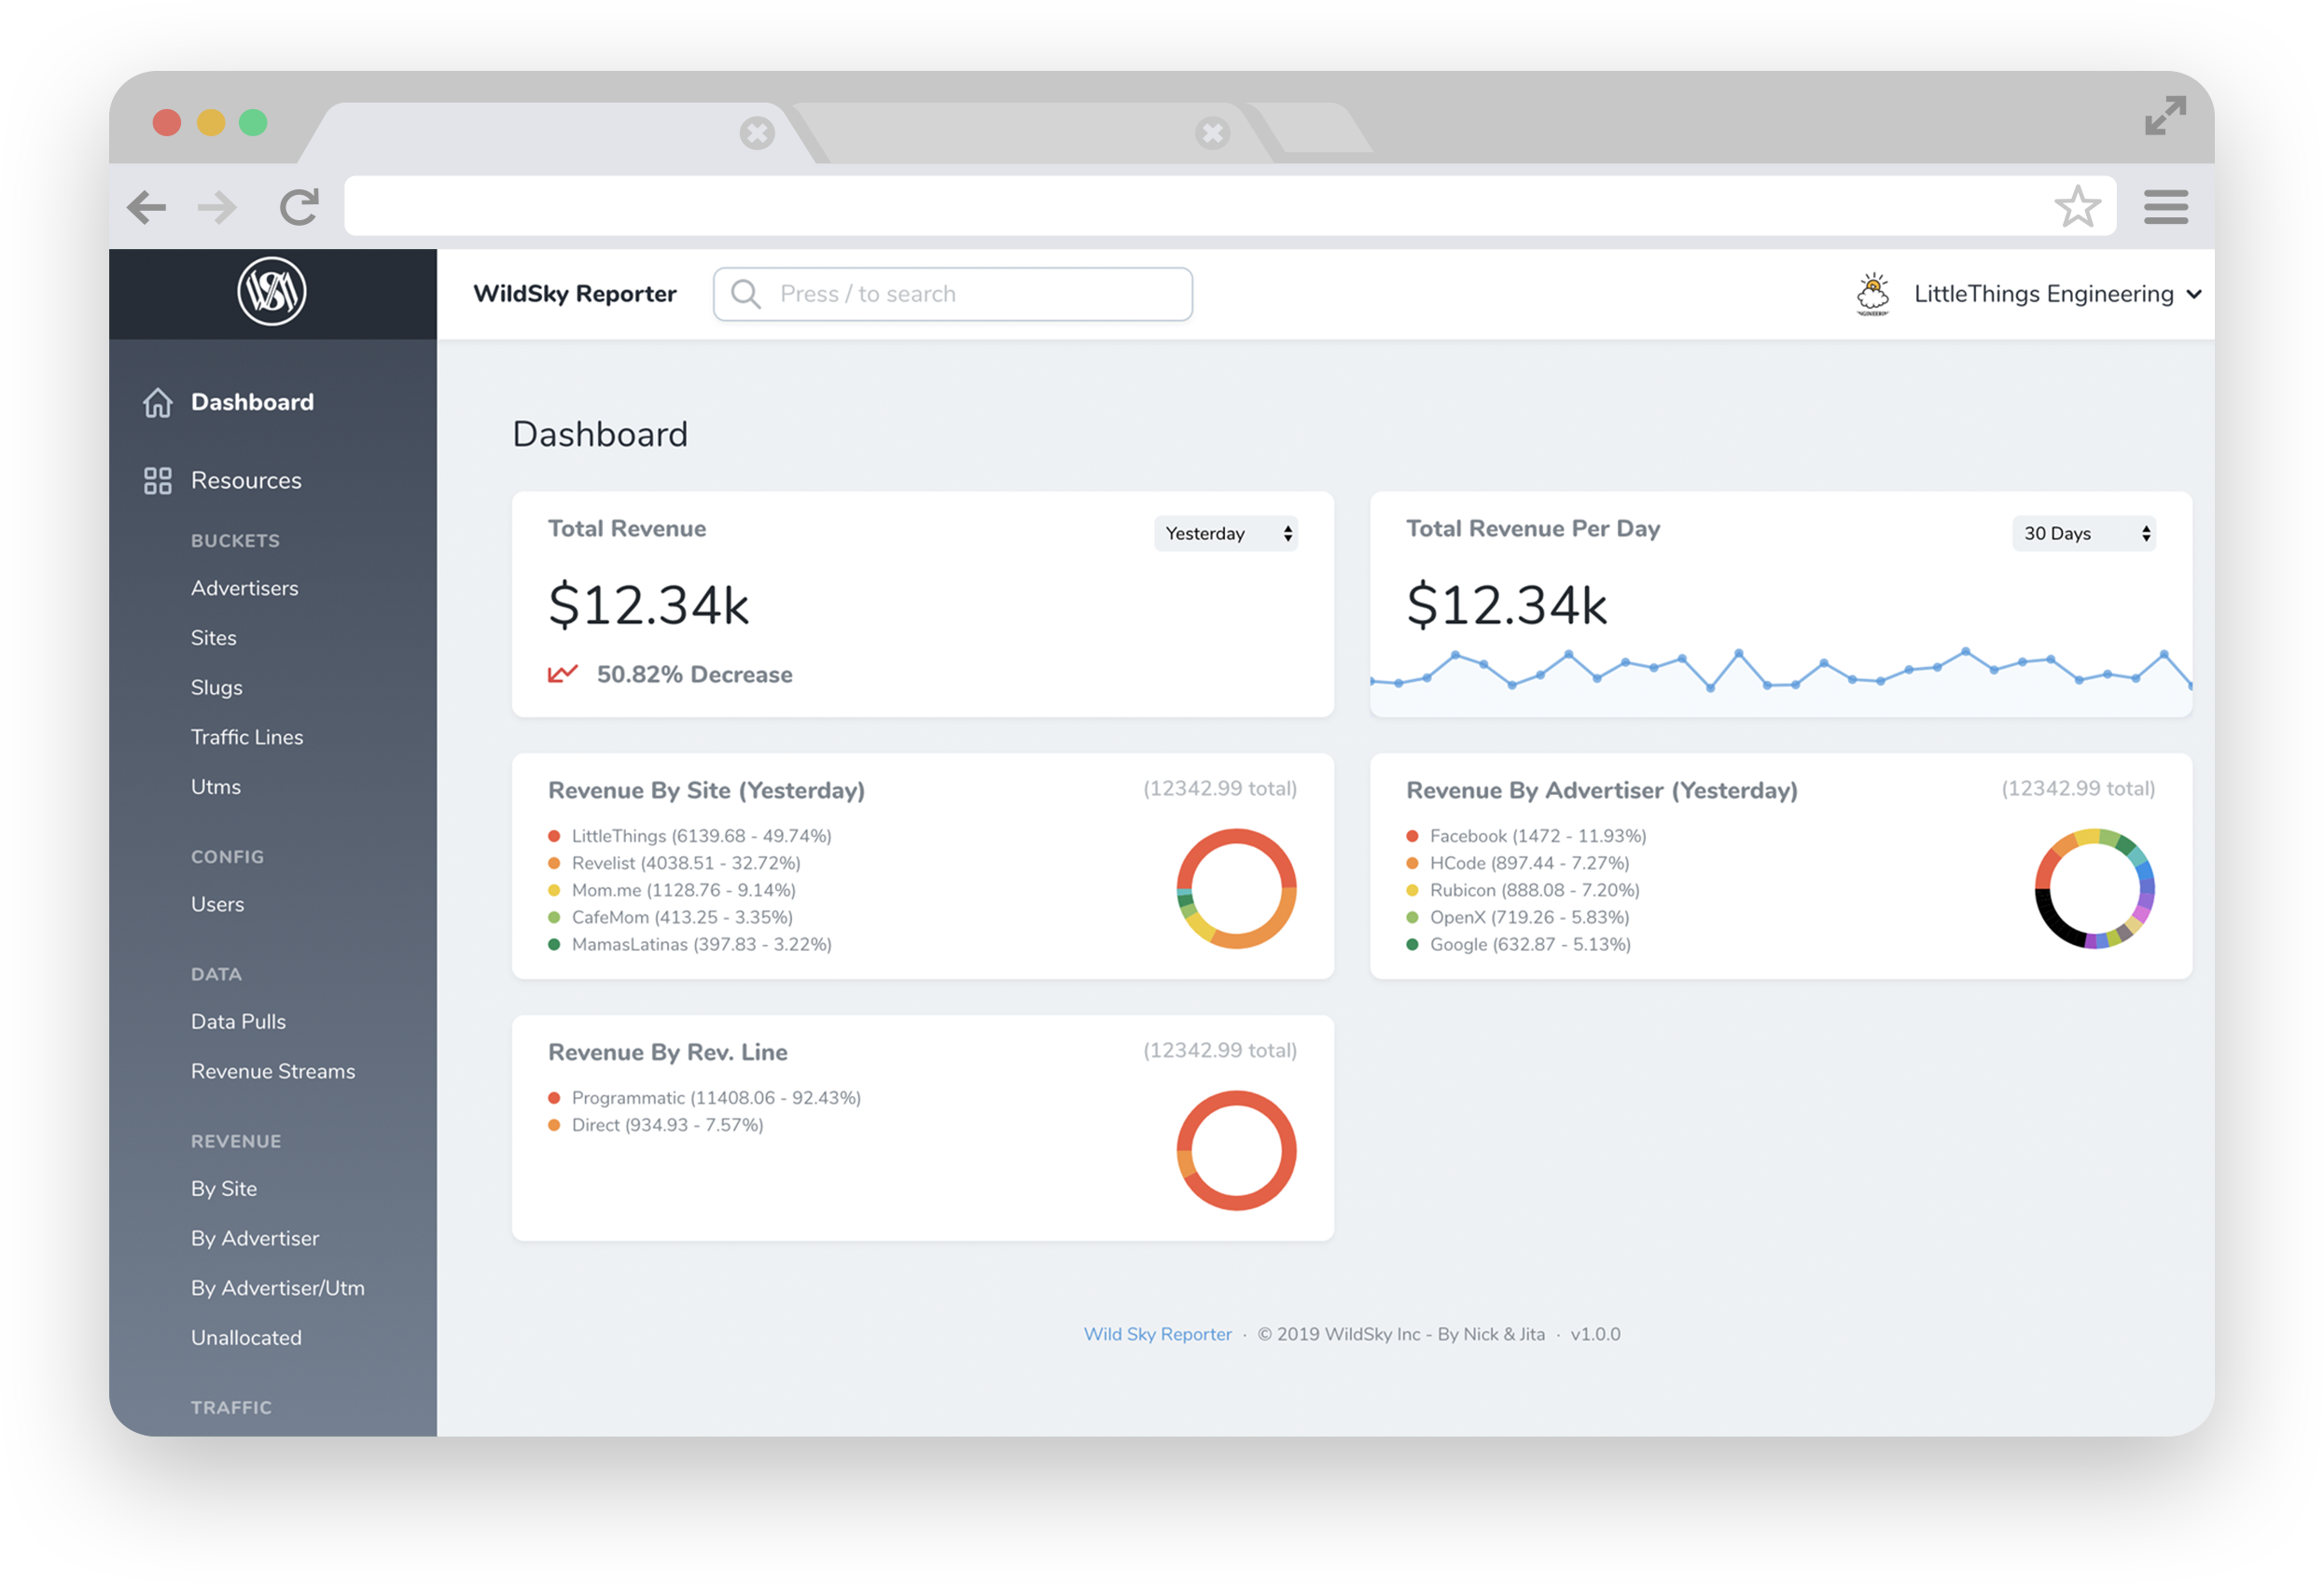 WildSky Reporter
Press / to search
LittleThings Engineering
Dashboard
Resources
BUCKETS
Advertisers
Sites
Slugs
Traffic Lines
Utms
CONFIG
Users
DATA
Data Pulls
Revenue Streams
REVENUE
By Site
By Advertiser
By Advertiser/Utm
Unallocated
TRAFFIC
Dashboard
Total Revenue
Yesterday
$12.34k
50.82% Decrease
Total Revenue Per Day
30 Days
$12.34k
Revenue By Site (Yesterday)
(12342.99 total)
LittleThings (6139.68 - 49.74%)
Revelist (4038.51 - 32.72%)
Mom.me (1128.76 - 9.14%)
CafeMom (413.25 - 3.35%)
MamasLatinas (397.83 - 3.22%)
Revenue By Advertiser (Yesterday)
(12342.99 total)
Facebook (1472 - 11.93%)
HCode (897.44 - 7.27%)
Rubicon (888.08 - 7.20%)
OpenX (719.26 - 5.83%)
Google (632.87 - 5.13%)
Revenue By Rev. Line
(12342.99 total)
Programmatic (11408.06 - 92.43%)
Direct (934.93 - 7.57%)
Wild Sky Reporter · © 2019 WildSky Inc - By Nick & Jita · v1.0.0